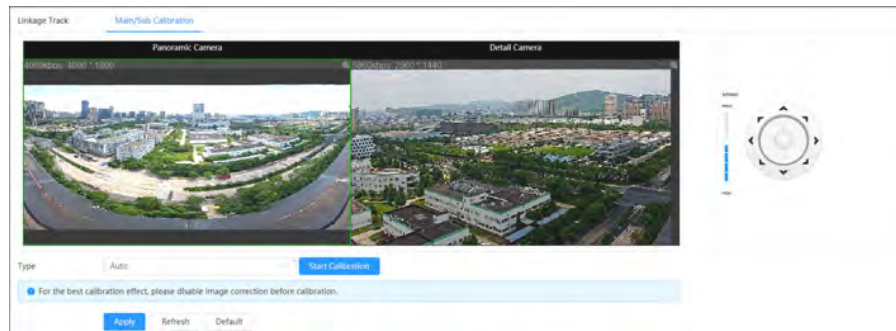 Linkage Track Main/Sub Calibration
Panoramic Camera Detail Camera
Type Auto Start Calibration
For the best calibration effect, please disable image correction before calibration.
Apply Refresh Default